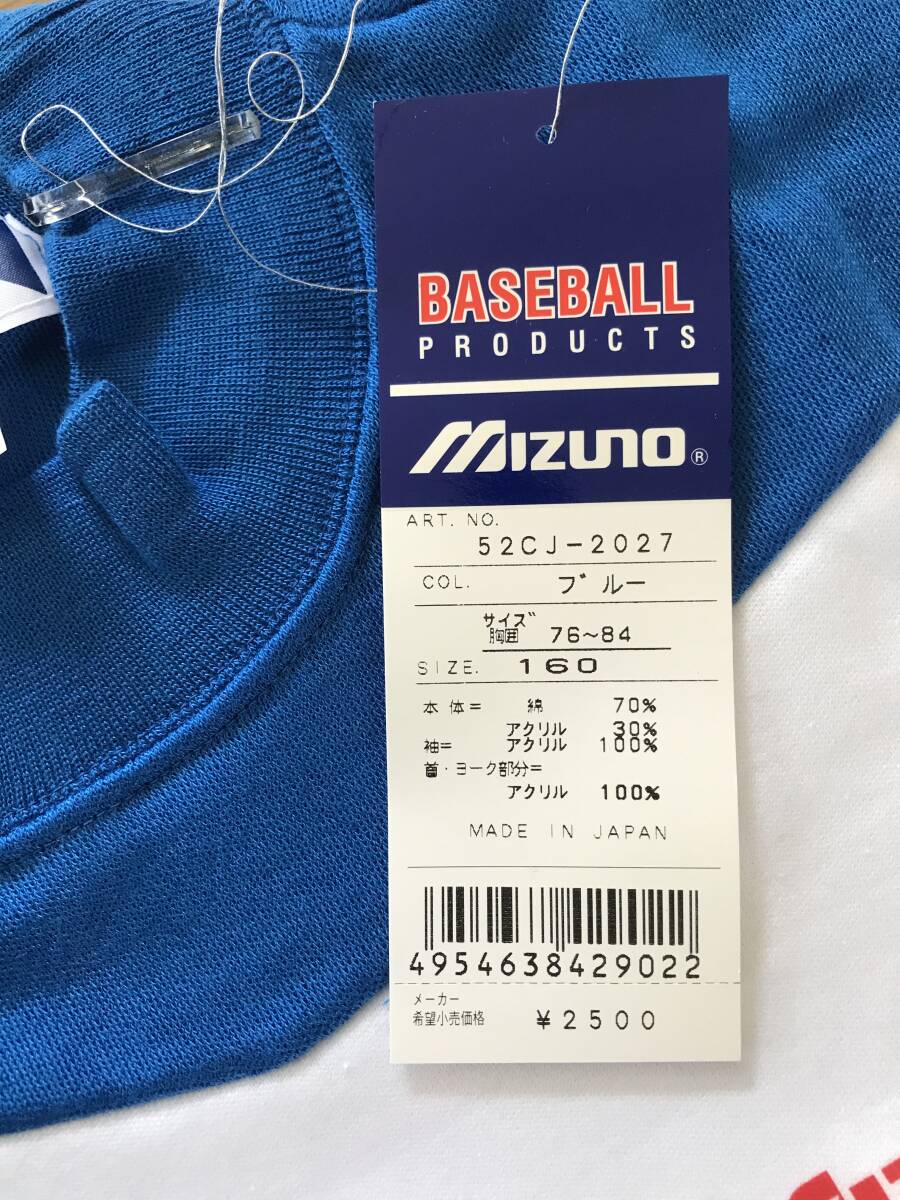 BASEBALL
PRODUCTS
MIZUNO®
ART. NO.
52CJ-2027
COL. ブルー
サイズ
胸囲 76~84
SIZE. 160
本体= 綿 70%
アクリル 30%
袖= アクリル 100%
首・ヨーク部分=
アクリル 100%
MADE IN JAPAN
4954638429022
メーカー
希望小売価格 ¥2500